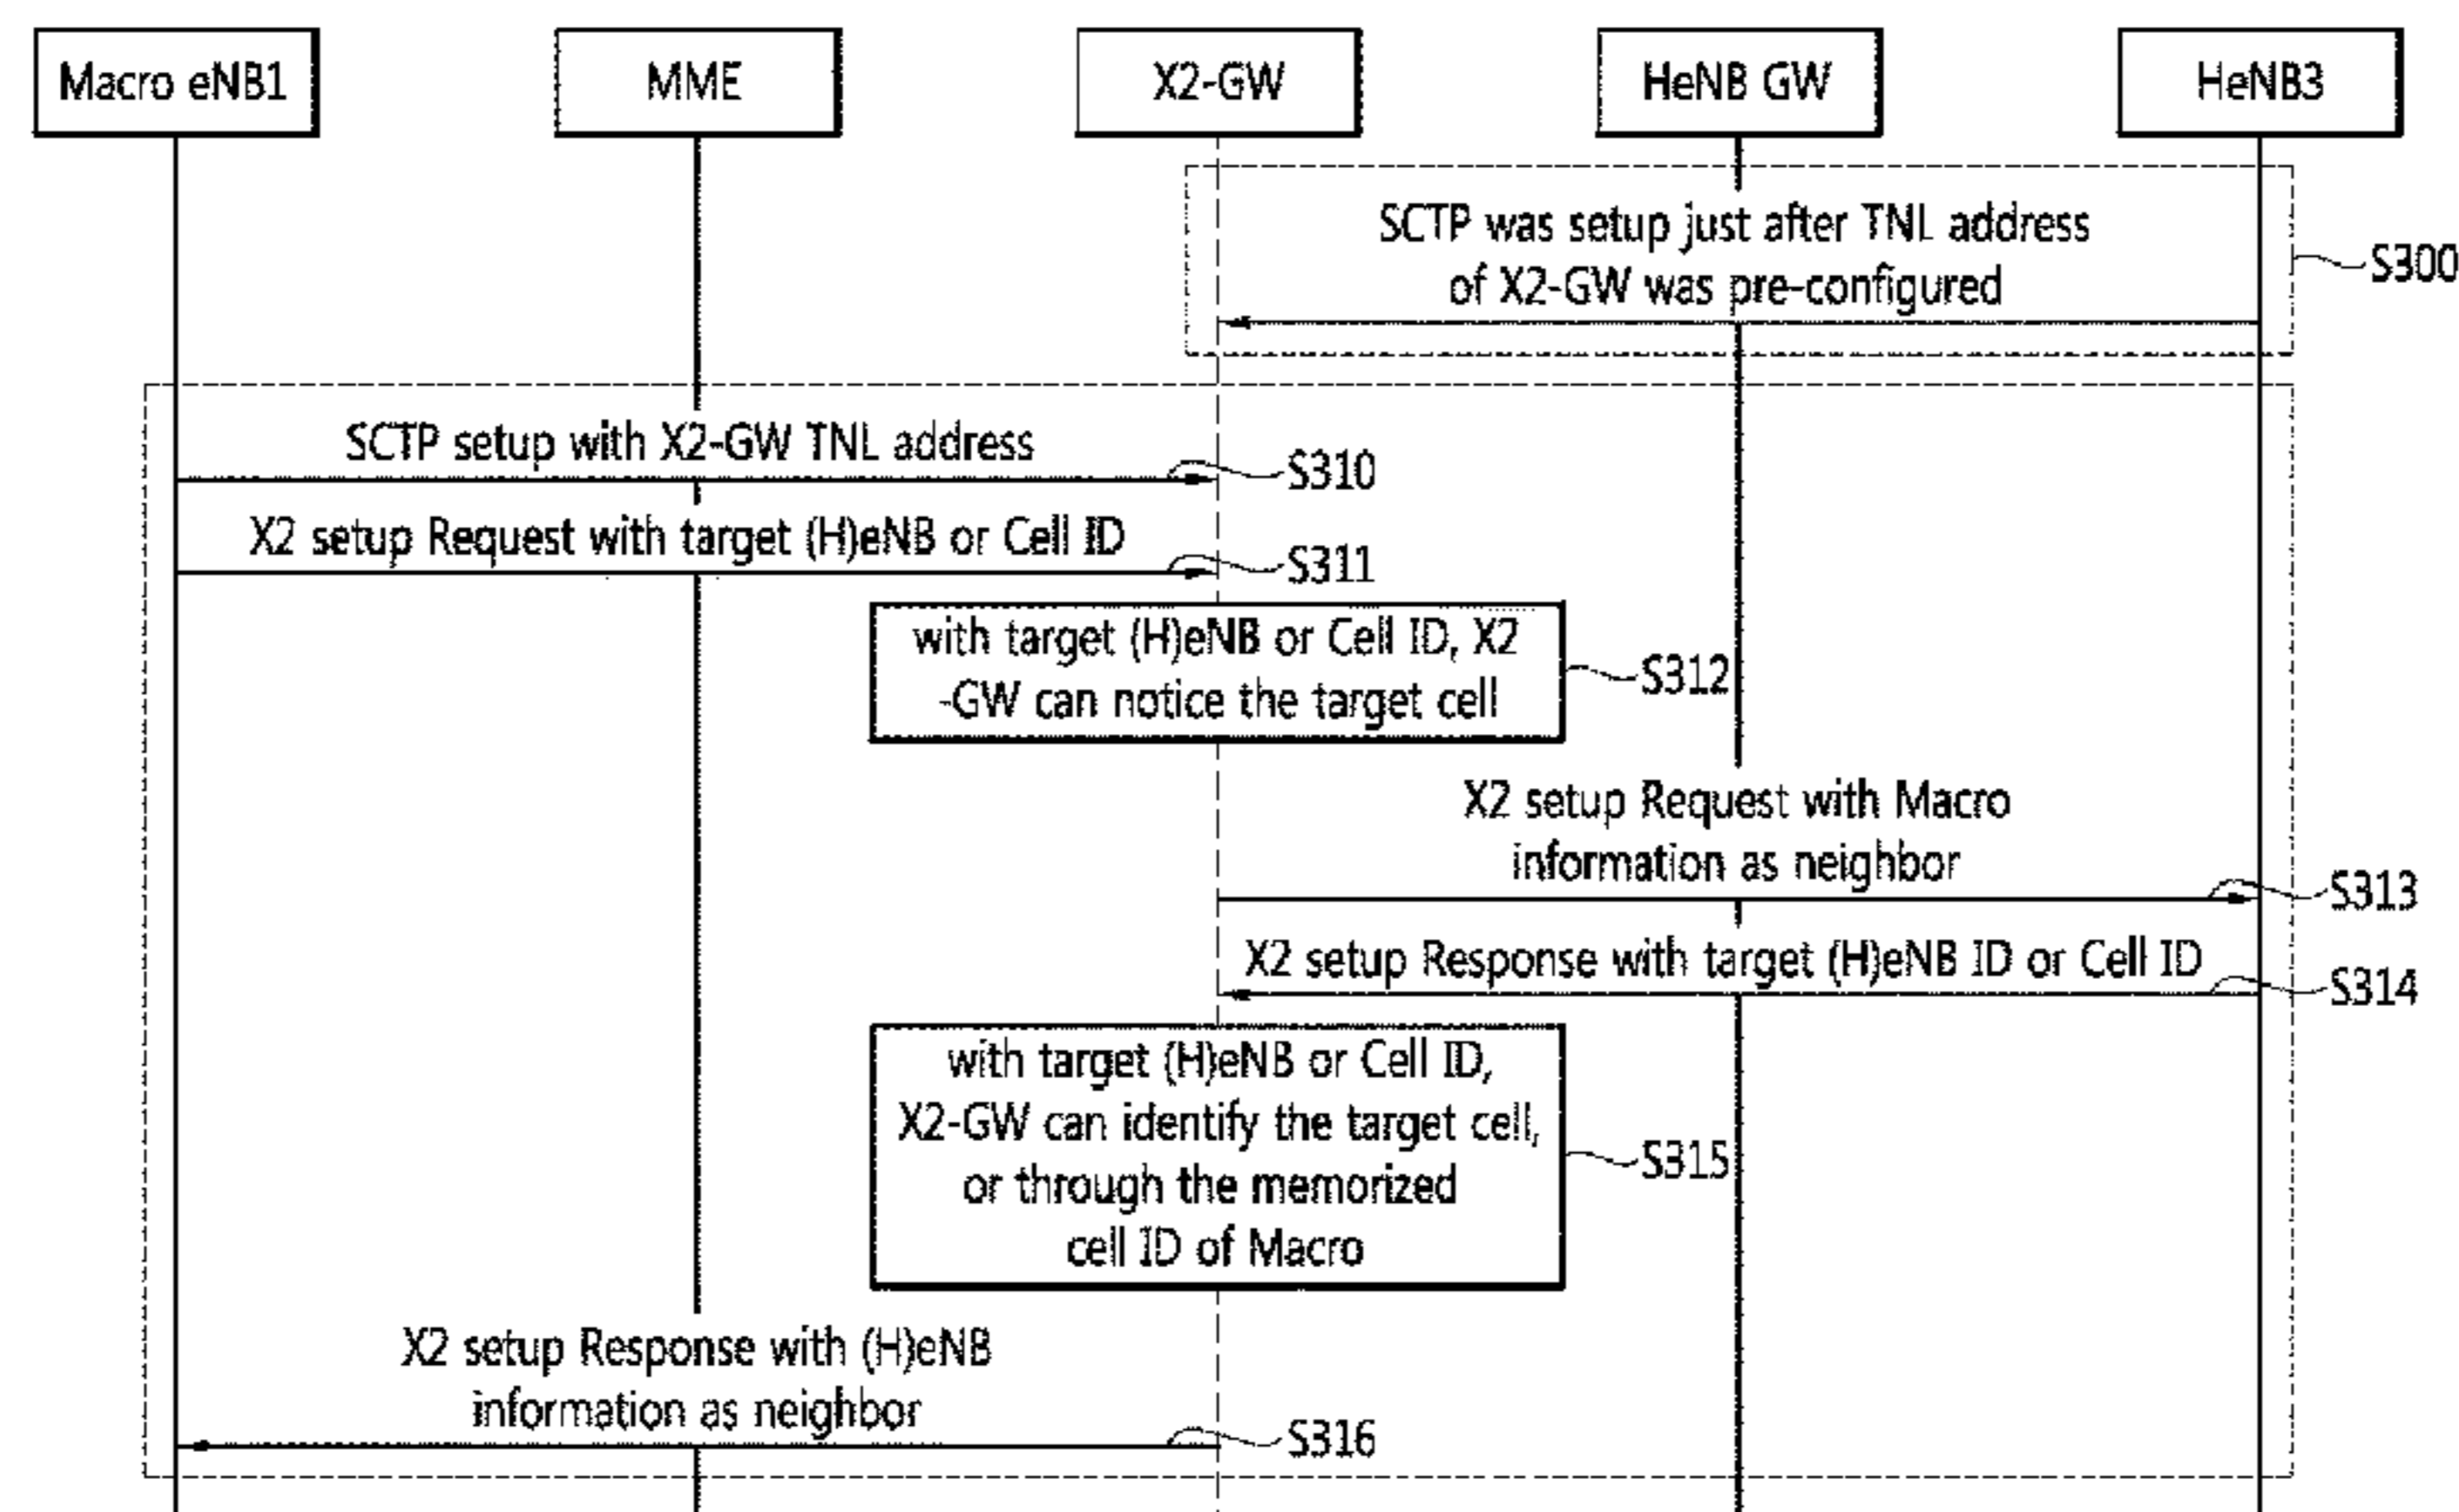 Macro eNB1
MME
X2-GW
HeNB GW
HeNB3
SCTP was setup just after TNL address
of X2-GW was pre-configured
S300
SCTP setup with X2-GW TNL address
S310
X2 setup Request with target (H)eNB or Cell ID
S311
with target (H)eNB or Cell ID, X2
-GW can notice the target cell
S312
X2 setup Request with Macro
information as neighbor
S313
X2 setup Response with target (H)eNB ID or Cell ID
S314
with target (H)eNB or Cell ID,
X2-GW can identify the target cell,
or through the memorized
cell ID of Macro
S315
X2 setup Response with (H)eNB
information as neighbor
S316